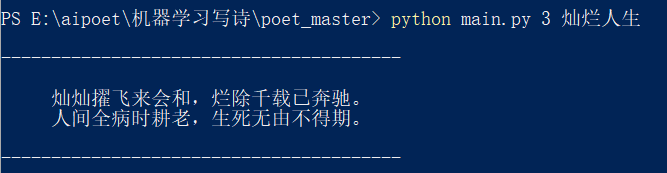 PS E:\aipoet\机器学习写诗\poet_master> python main.py 3 灿烂人生
----------------------------------------
灿灿擢飞来会和，烂除千载已奔驰。
人间全病时耕老，生死无由不得期。
----------------------------------------